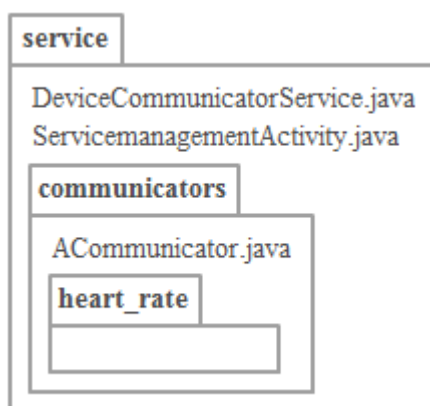 service
DeviceCommunicatorService.java
ServicemanagementActivity.java
communicators
ACommunicator.java
heart_rate